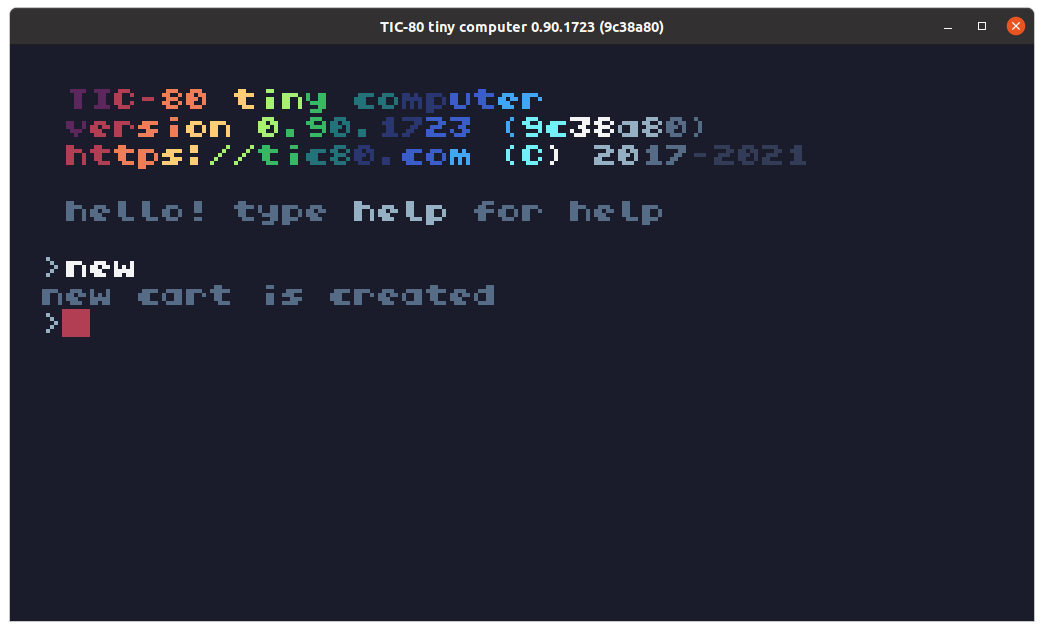 TIC-80 tiny computer 0.90.1723 (9c38a80)
TIC-80 tiny computer
version 0.90.1723 (9c38a80)
https://tic80.com (C) 2017-2021
hello! type help for help
>new
new cart is created
>